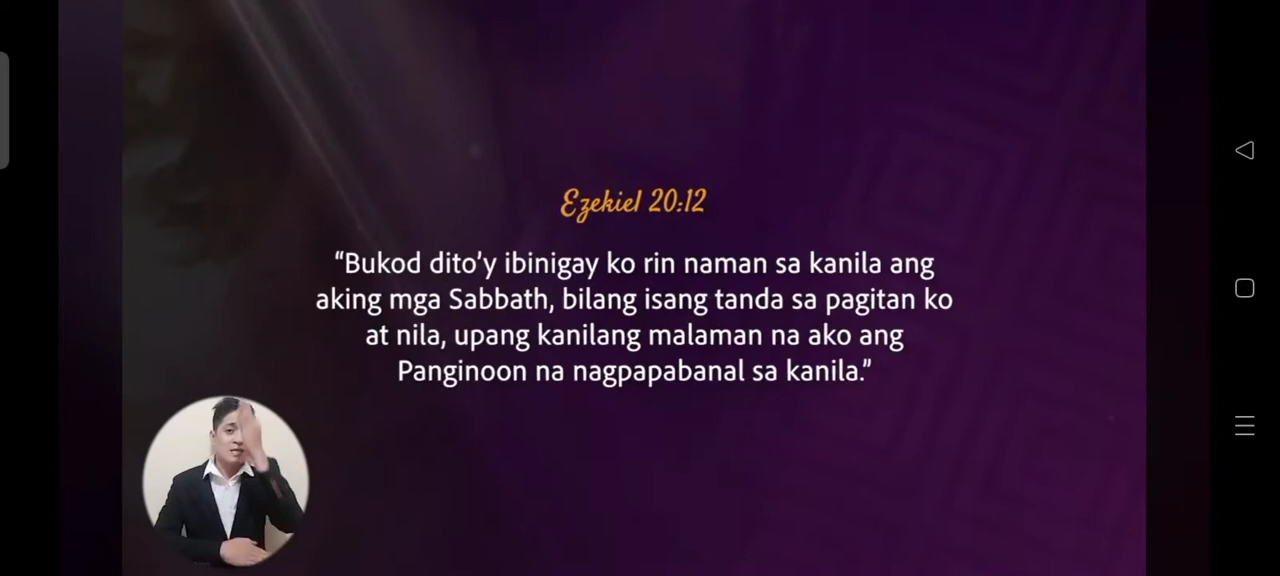 Ezekiel 20:12
“Bukod dito’y ibinigay ko rin naman sa kanila ang
aking mga Sabbath, bilang isang tanda sa pagitan ko
at nila, upang kanilang malaman na ako ang
Panginoon na nagpapabanal sa kanila.”